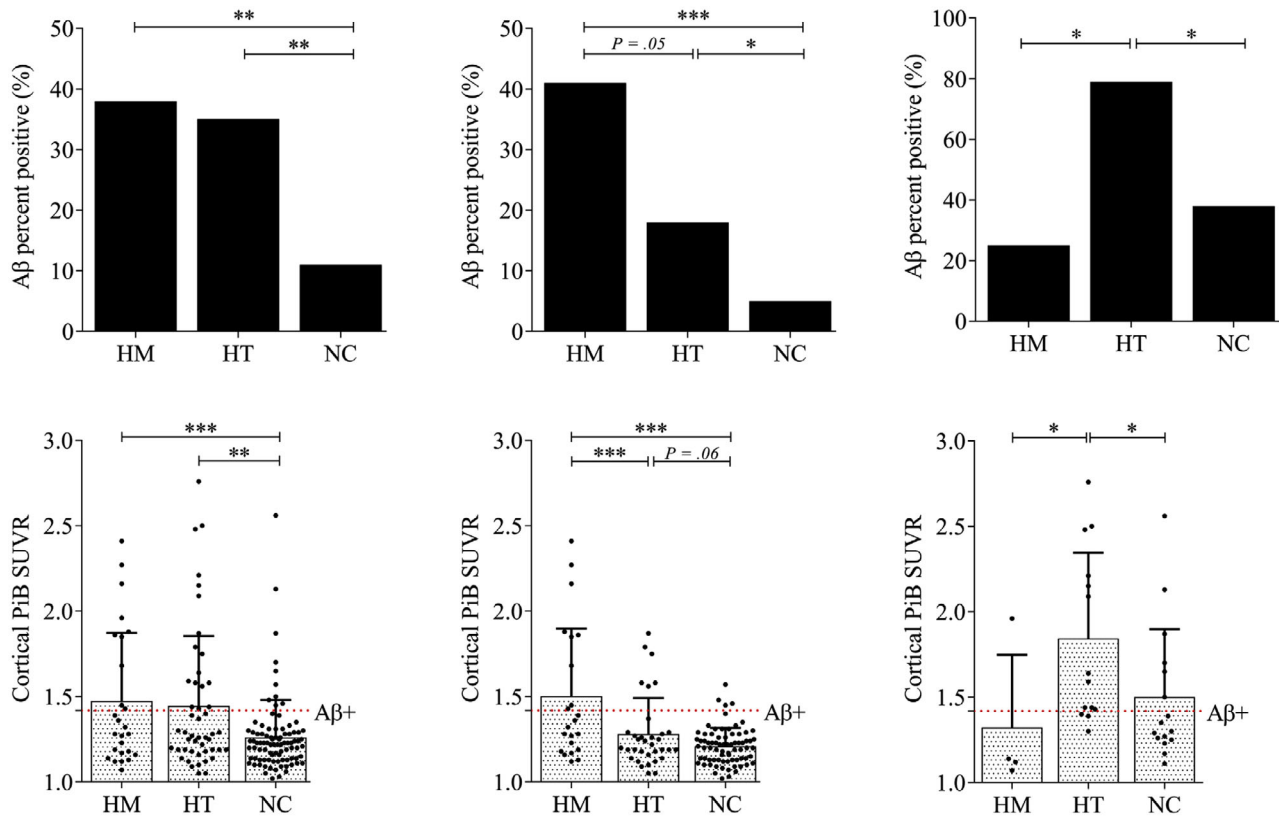 **
**
50
40
30
20
10
0
Aβ percent positive (%)
HM HT NC
***
P = .05 *
50
40
30
20
10
0
Aβ percent positive (%)
HM HT NC
* *
100
80
60
40
20
0
Aβ percent positive (%)
HM HT NC
***
**
3.0
2.5
2.0
1.5
1.0
Cortical PiB SUVR
Aβ+
HM HT NC
***
*** P = .06
3.0
2.5
2.0
1.5
1.0
Cortical PiB SUVR
Aβ+
HM HT NC
* *
3.0
2.5
2.0
1.5
1.0
Cortical PiB SUVR
Aβ+
HM HT NC